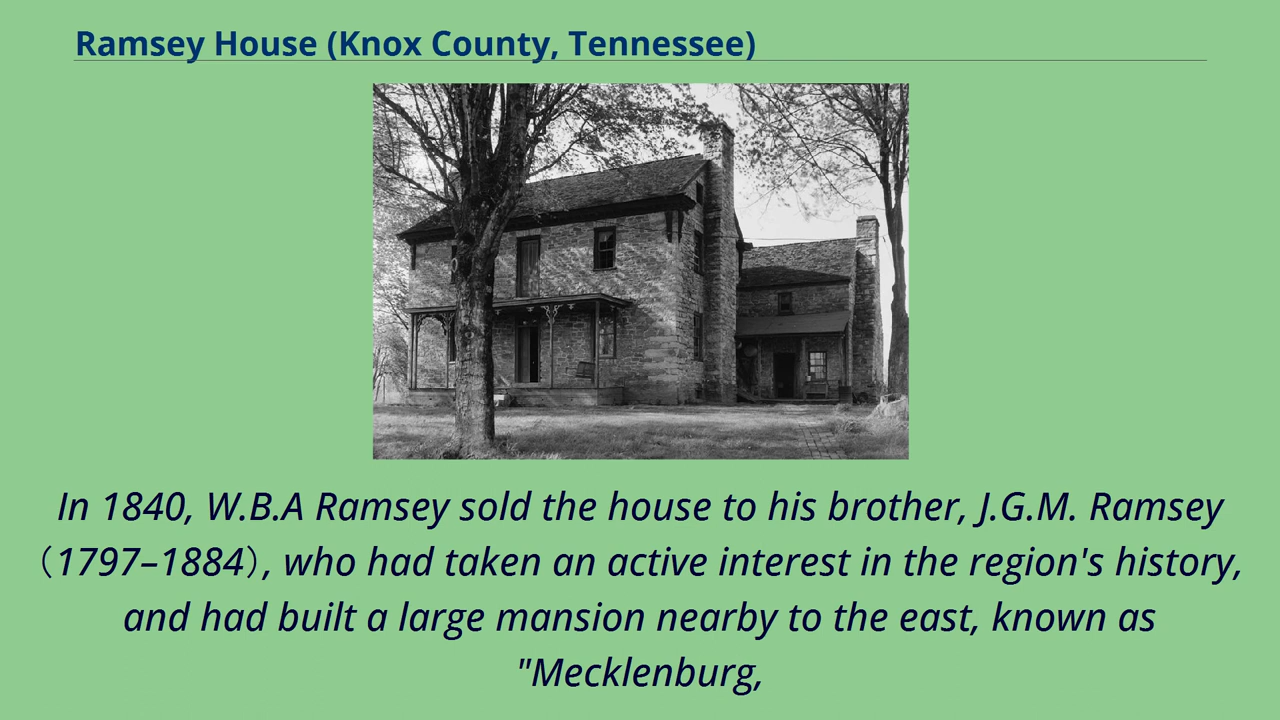 Ramsey House (Knox County, Tennessee)
In 1840, W.B.A Ramsey sold the house to his brother, J.G.M. Ramsey
（1797–1884）, who had taken an active interest in the region's history,
and had built a large mansion nearby to the east, known as
"Mecklenburg,